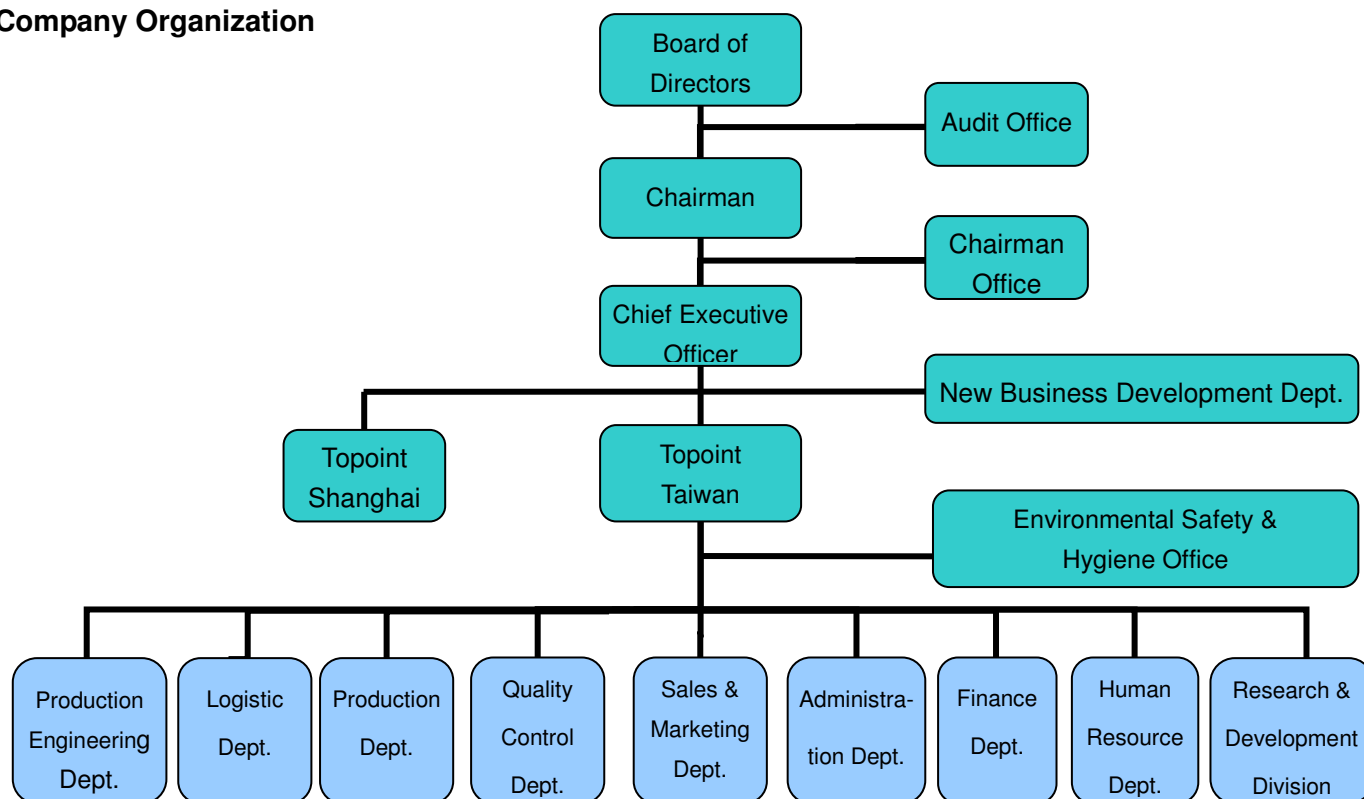 Company Organization
Board of
Directors
Audit Office
Chairman
Chairman
Office
Chief Executive
Officer
New Business Development Dept.
Topoint
Shanghai
Topoint
Taiwan
Environmental Safety &
Hygiene Office
Production
Engineering
Dept.
Logistic
Dept.
Production
Dept.
Quality
Control
Dept.
Sales &
Marketing
Dept.
Administra-
tion Dept.
Finance
Dept.
Human
Resource
Dept.
Research &
Development
Division